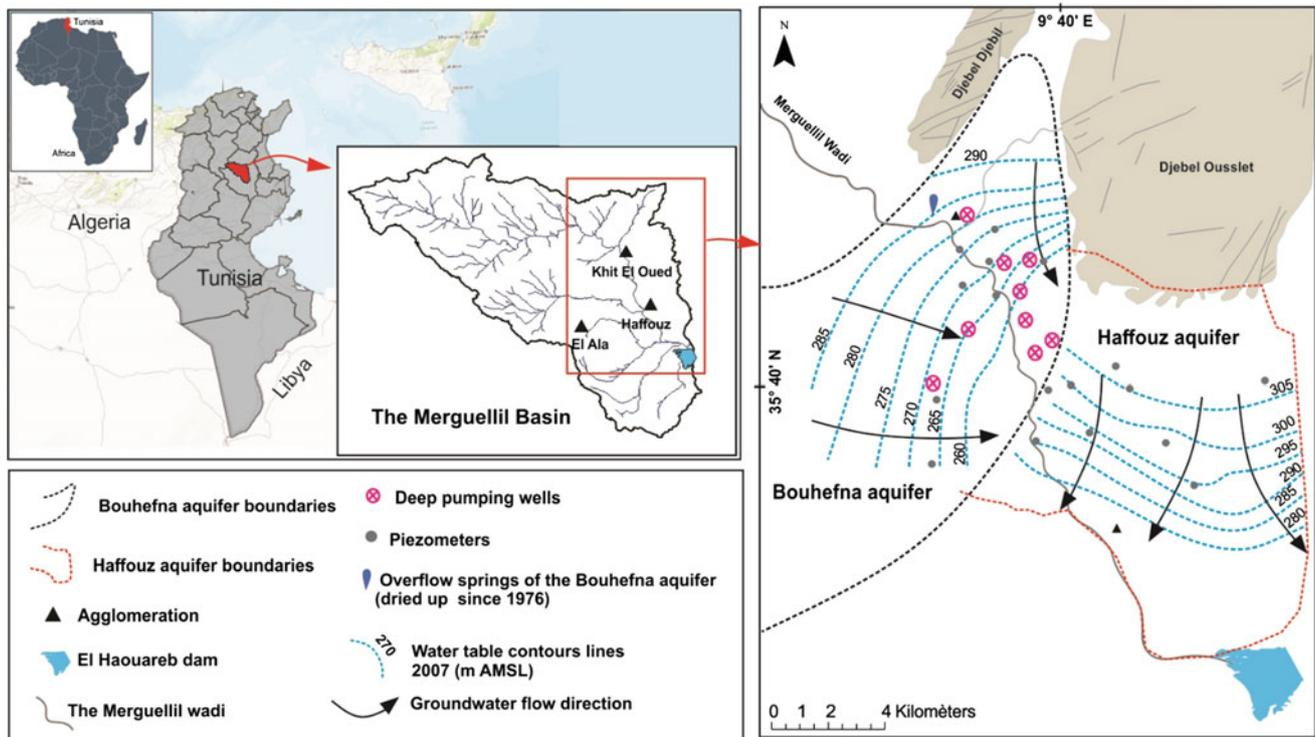 Tunisia
Africa
Algeria
Tunisia
Libya
Khit El Oued
Haffouz
El Ala
The Merguellil Basin
Bouhefna aquifer boundaries
Haffouz aquifer boundaries
Agglomeration
El Haouareb dam
The Merguellil wadi
Deep pumping wells
Piezometers
Overflow springs of the Bouhefna aquifer
(dried up since 1976)
270
Water table contours lines
2007 (m AMSL)
Groundwater flow direction
9° 40' E
N
Djebel Djebil
Merguellil Wadi
Djebel Ousslet
290
285
280
275
270
265
260
35° 40' N
Haffouz aquifer
305
300
295
290
285
280
Bouhefna aquifer
0 1 2 4 Kilomèters